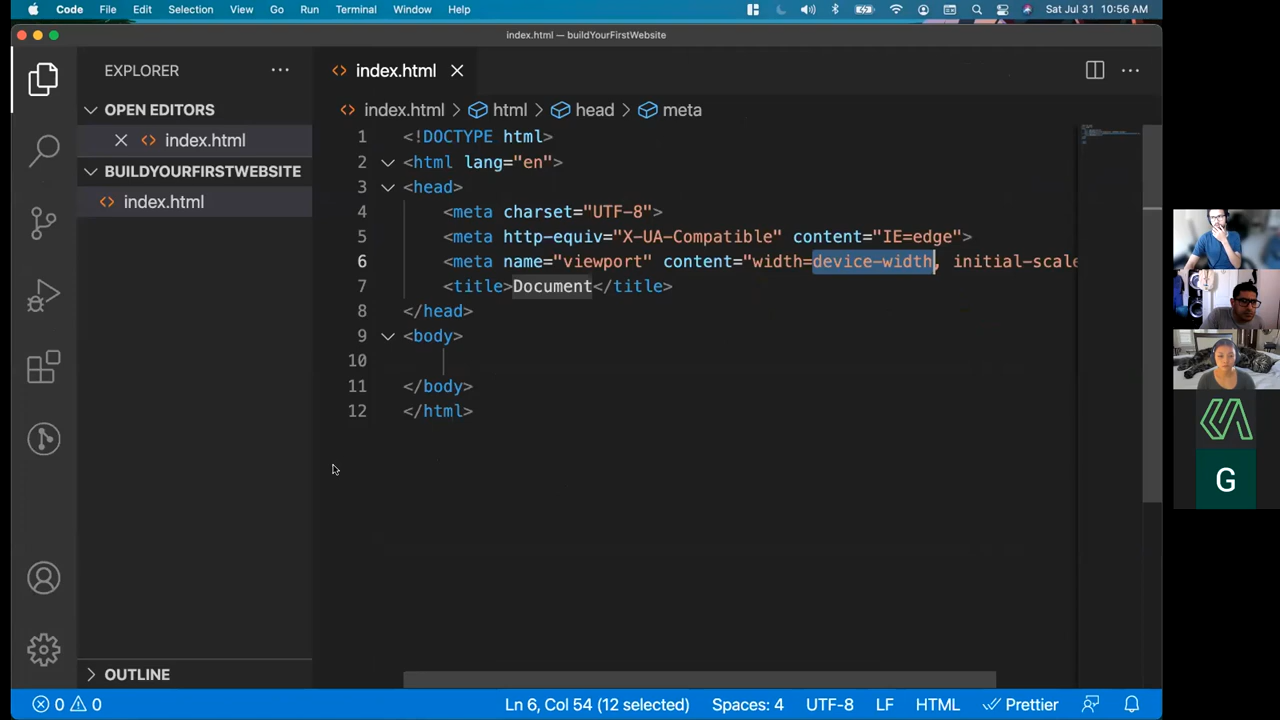 Code File Edit Selection View Go Run Terminal Window Help Sat Jul 31 10:56 AM
index.html — buildYourFirstWebsite
EXPLORER
index.html
OPEN EDITORS
index.html
BUILDYOURFIRSTWEBSITE
index.html
index.html > html > head > meta
1 <!DOCTYPE html>
2 <html lang="en">
3 <head>
4 <meta charset="UTF-8">
5 <meta http-equiv="X-UA-Compatible" content="IE=edge">
6 <meta name="viewport" content="width=device-width, initial-scale
7 <title>Document</title>
8 </head>
9 <body>
10
11 </body>
12 </html>
G
OUTLINE
0 0 Ln 6, Col 54 (12 selected) Spaces: 4 UTF-8 LF HTML Prettier